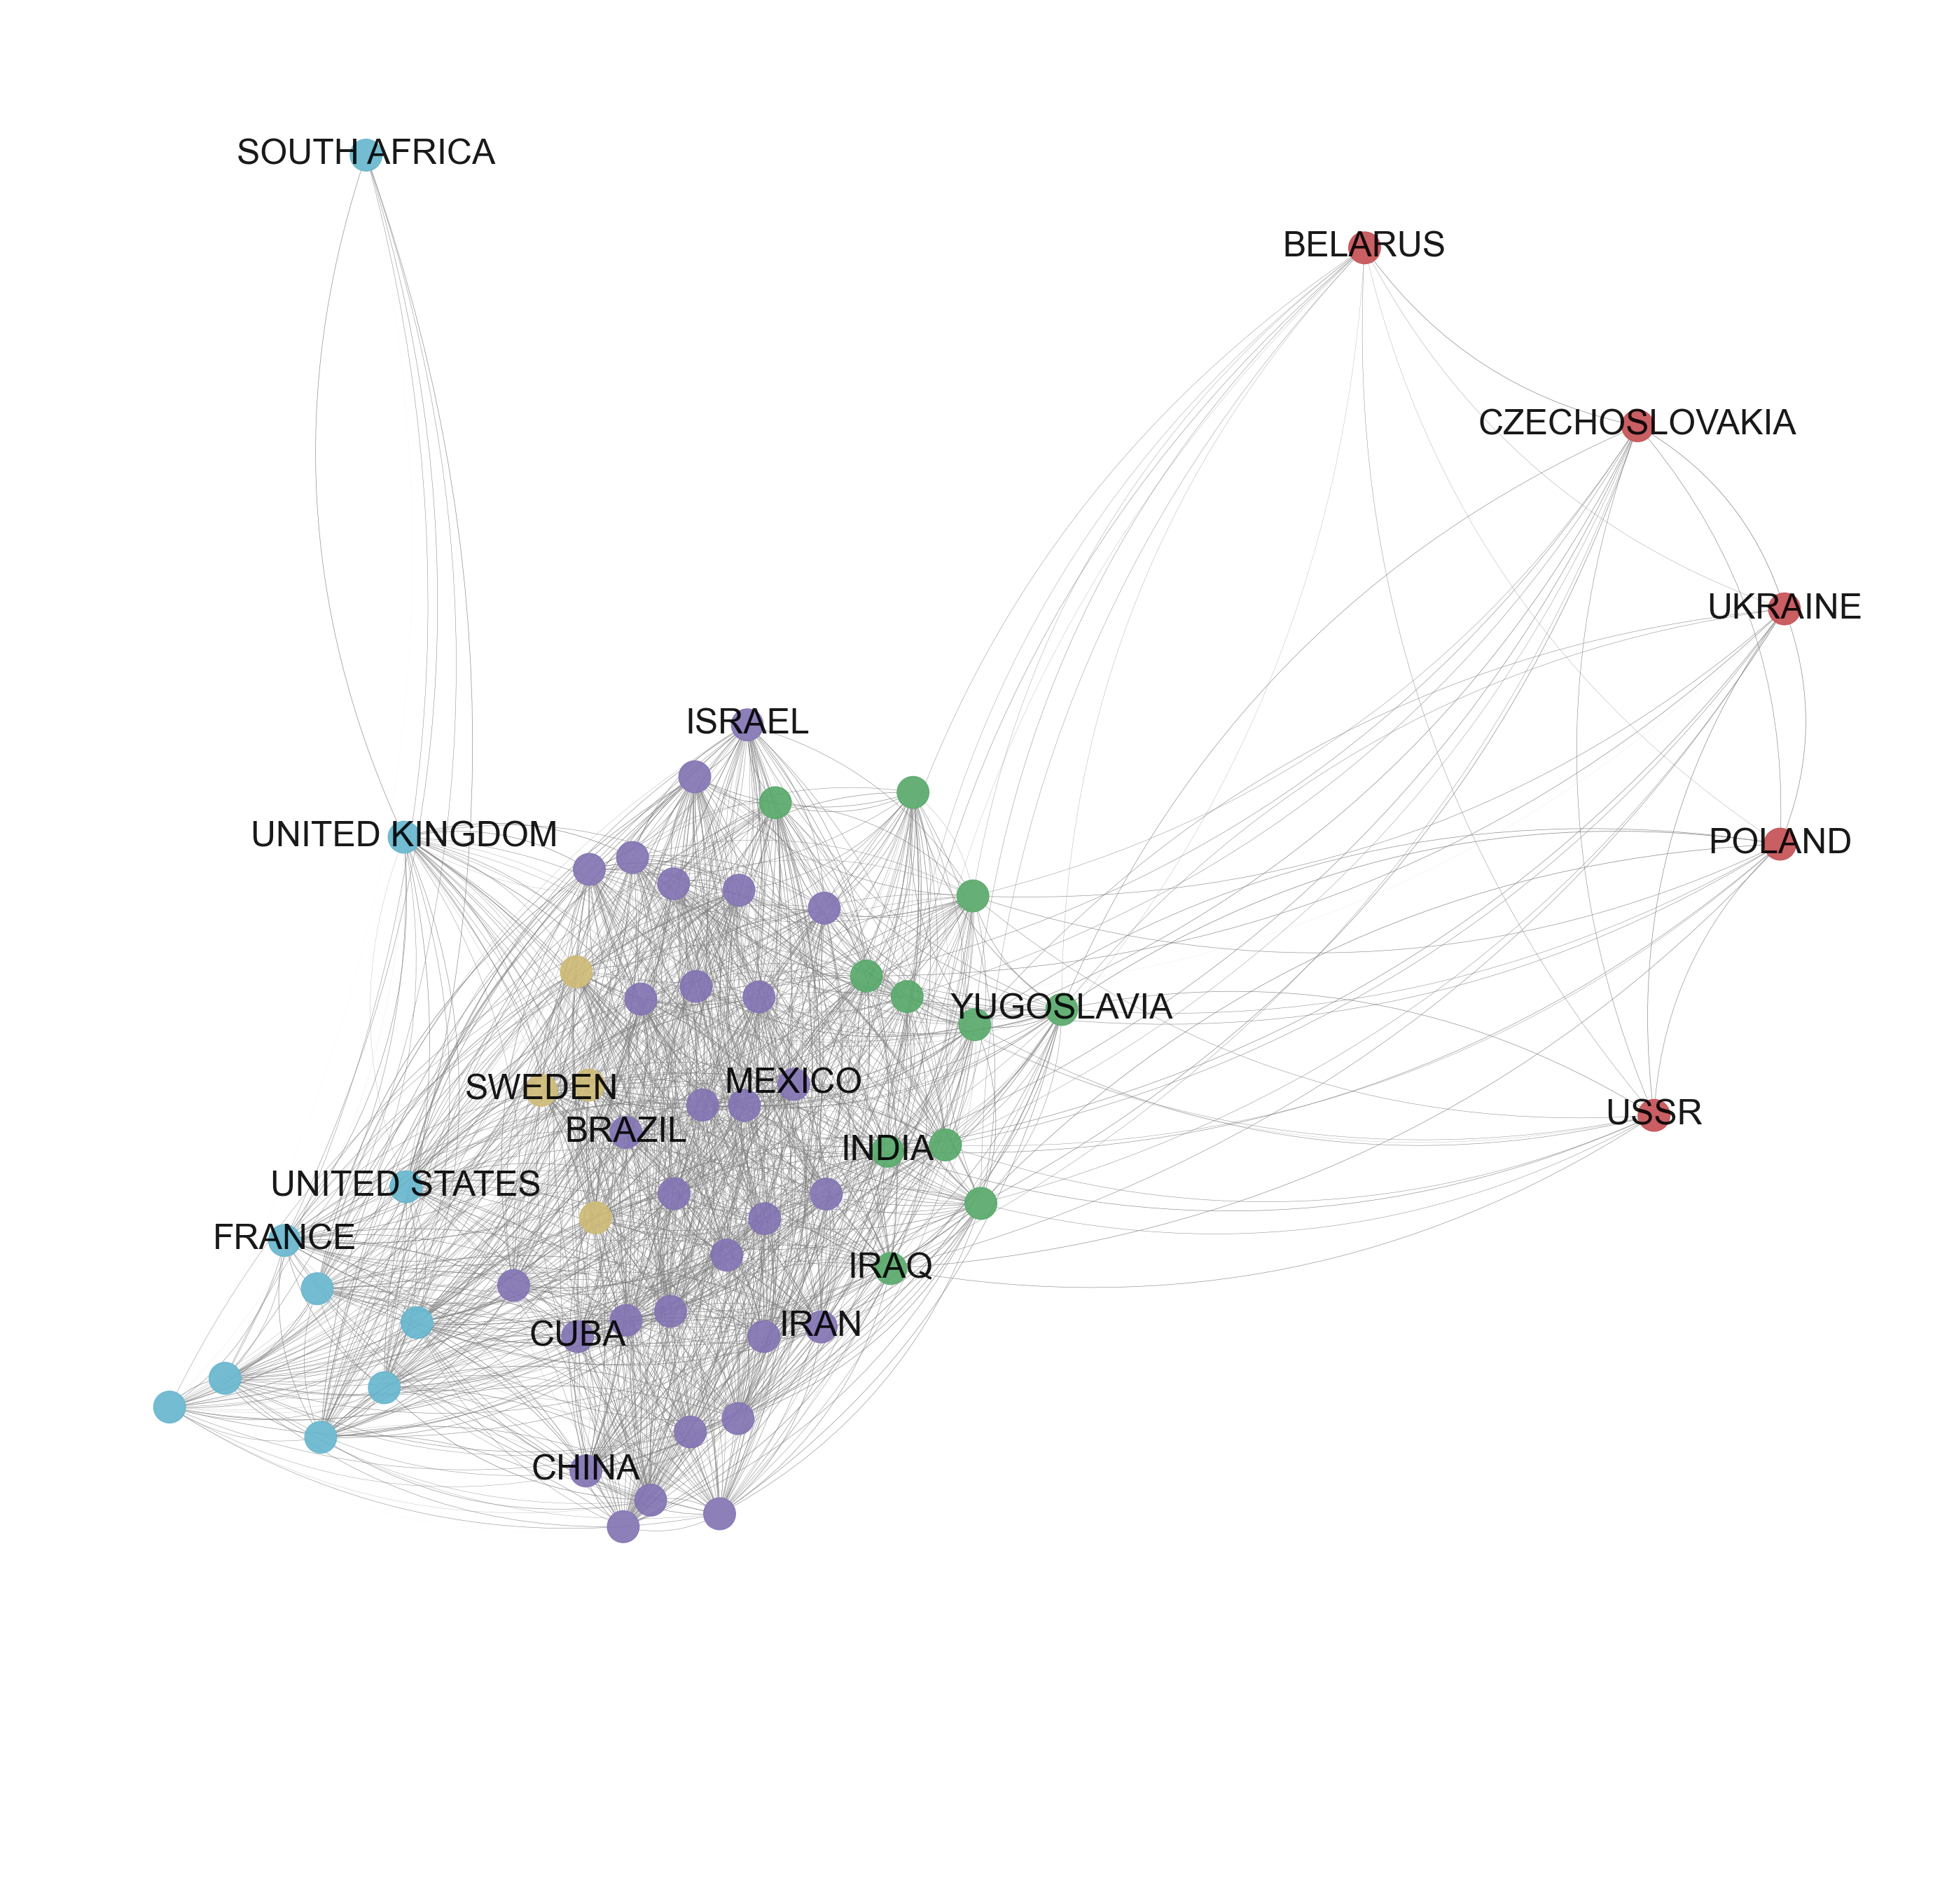 SOUTH AFRICA
BELARUS
CZECHOSLOVAKIA
UKRAINE
ISRAEL
UNITED KINGDOM
POLAND
YUGOSLAVIA
MEXICO
SWEDEN
USSR
BRAZIL
INDIA
UNITED STATES
FRANCE
IRAQ
IRAN
CUBA
CHINA